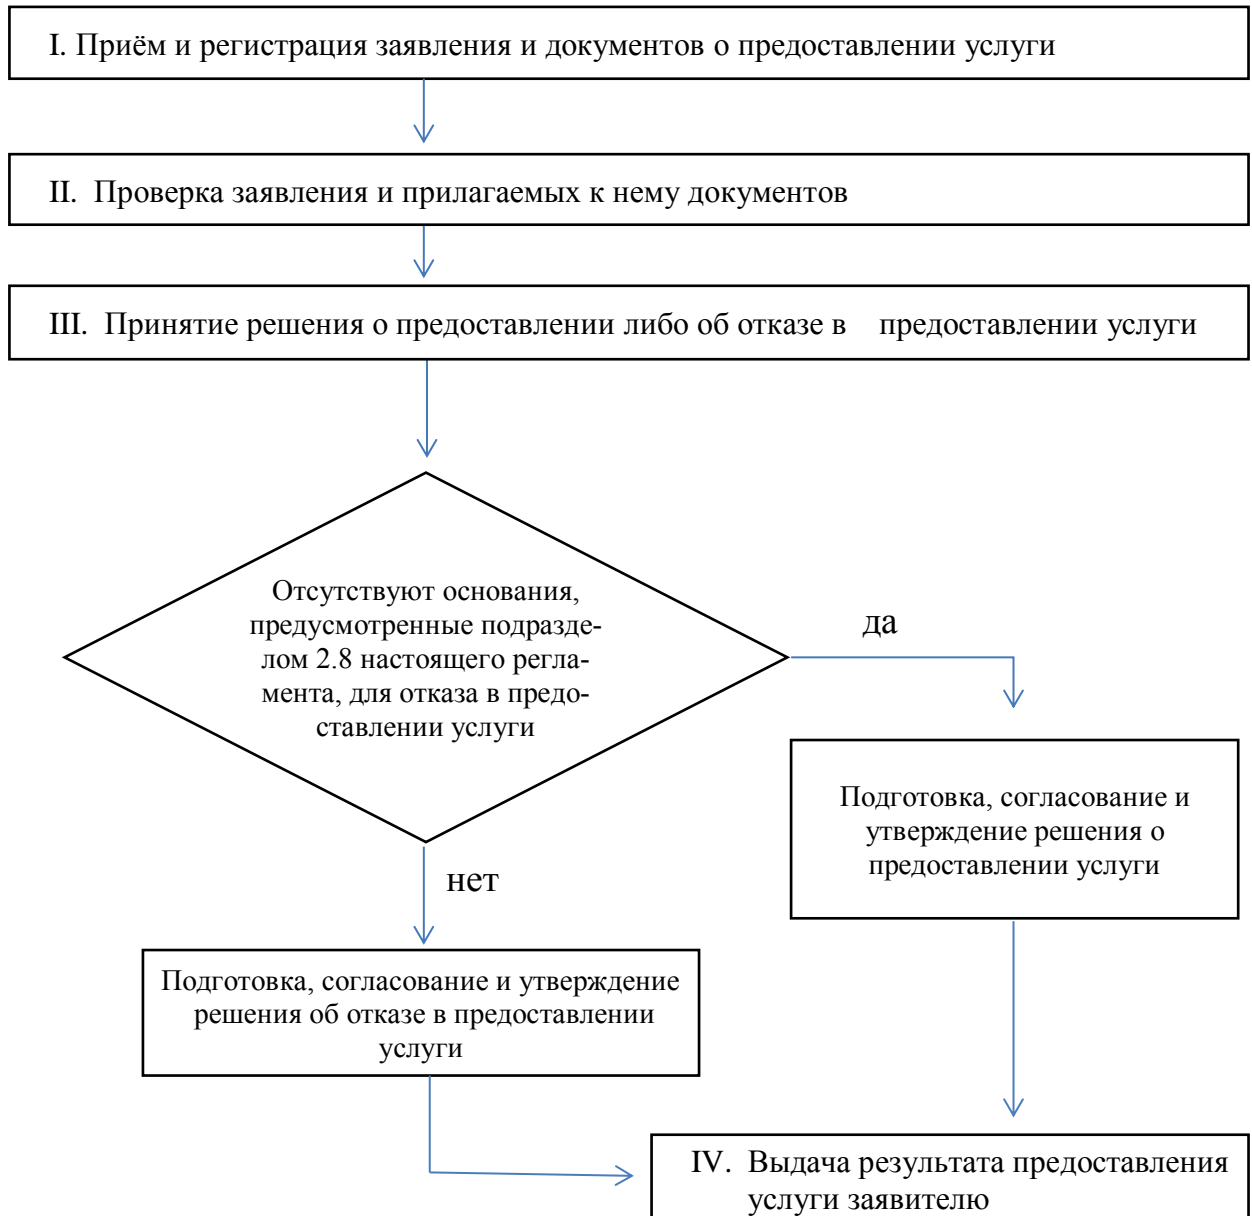 I. Приём и регистрация заявления и документов о предоставлении услуги
II. Проверка заявления и прилагаемых к нему документов
III. Принятие решения о предоставлении либо об отказе в предоставлении услуги
Отсутствуют основания,
предусмотренные подразде-
лом 2.8 настоящего регла-
мента, для отказа в предо-
ставлении услуги
да
Подготовка, согласование и
утверждение решения о
предоставлении услуги
нет
Подготовка, согласование и утверждение
решения об отказе в предоставлении
услуги
IV. Выдача результата предоставления
услуги заявителю